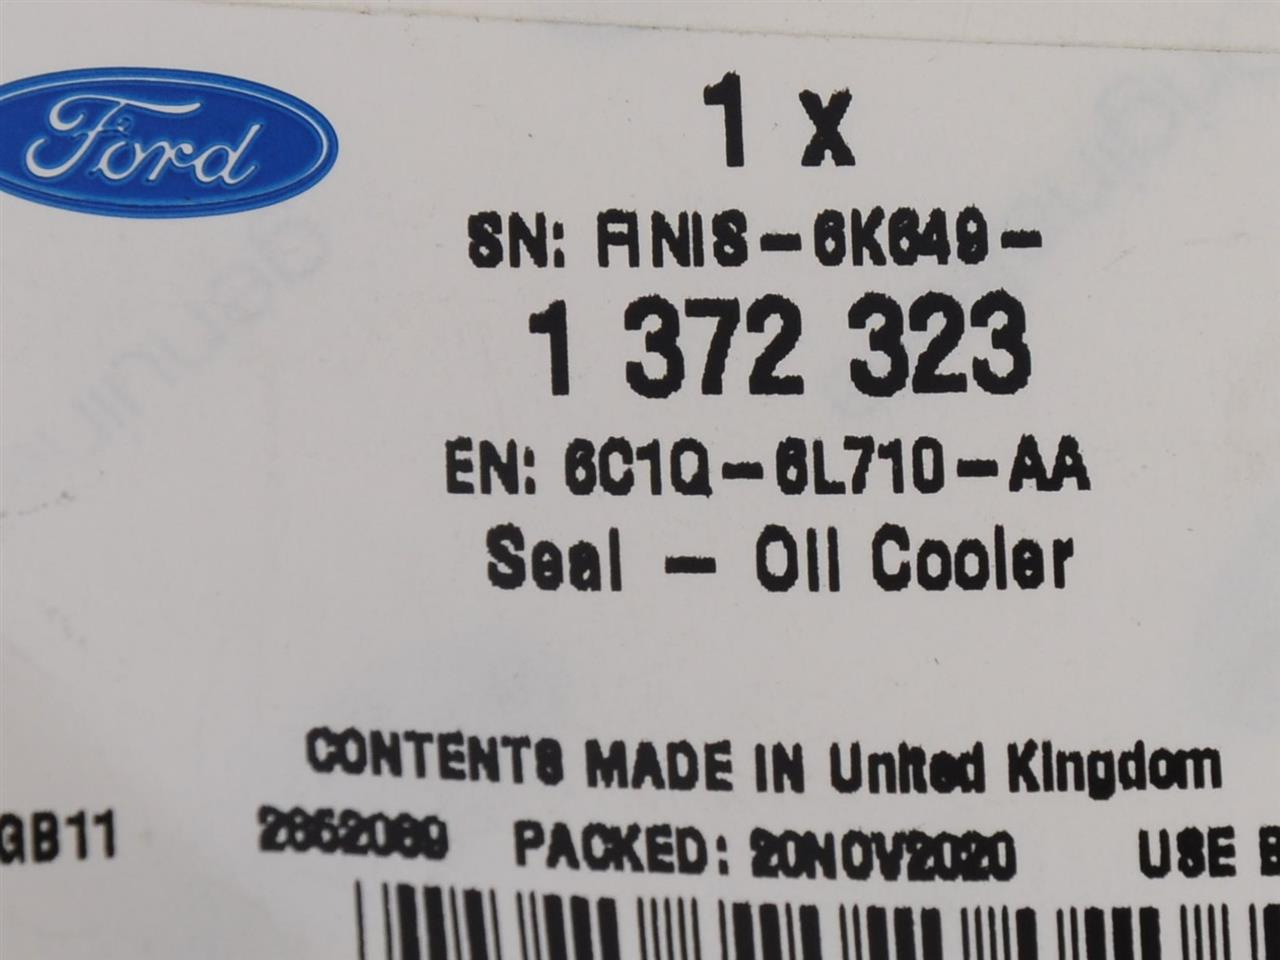 Ford
1 x
SN: FINIS-6K649-
1 372 323
EN: 6C1Q-6L710-AA
Seal - Oil Cooler
CONTENTS MADE IN United Kingdom
GB11 PACKED: 20NOV2020 USE